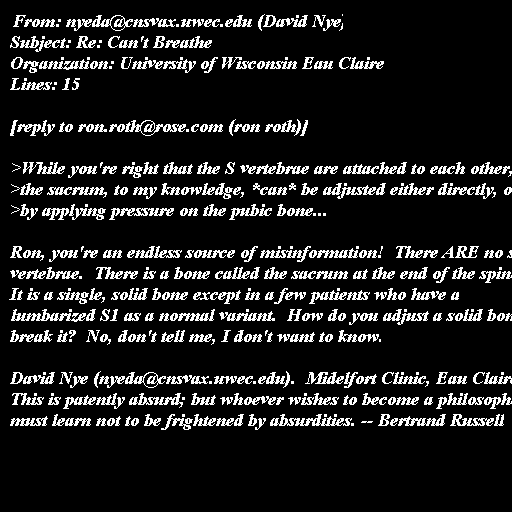 From: nyeda@cnsvax.uwec.edu (David Nye)
Subject: Re: Can't Breathe
Organization: University of Wisconsin Eau Claire
Lines: 15

[reply to ron.roth@rose.com (ron roth)]

>While you're right that the S vertebrae are attached to each other,
>the sacrum, to my knowledge, *can* be adjusted either directly, o
>by applying pressure on the pubic bone...

Ron, you're an endless source of misinformation!  There ARE no s
vertebrae.  There is a bone called the sacrum at the end of the spin
It is a single, solid bone except in a few patients who have a
lumbarized S1 as a normal variant.  How do you adjust a solid bon
break it?  No, don't tell me, I don't want to know.

David Nye (nyeda@cnsvax.uwec.edu).  Midelfort Clinic, Eau Claire
This is patently absurd; but whoever wishes to become a philosoph
must learn not to be frightened by absurdities. -- Bertrand Russell